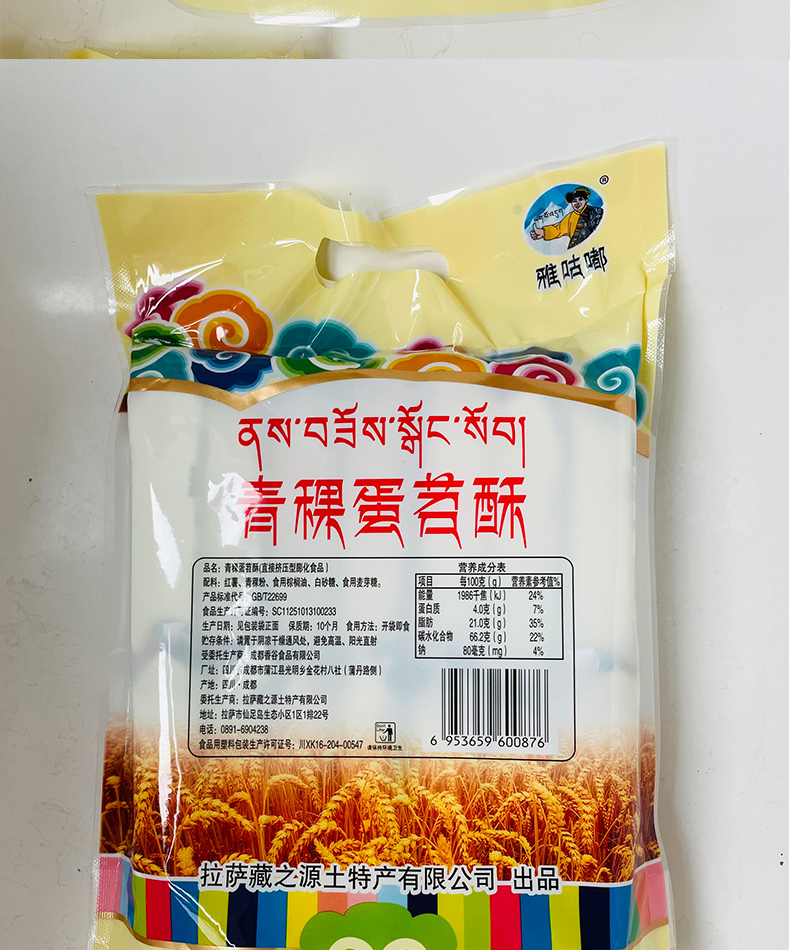 ®
雅咕嘟
ནས་བཟོས་སྒོང་སོབ།
青稞蛋苕酥
品名：青稞蛋苕酥(直接挤压型膨化食品)
配料：红薯、青稞粉、食用棕榈油、白砂糖、食用麦芽糖。
产品标准代号：GB/T22699
食品生产许可证编号：SC11251013100233
生产日期：见包装袋正面 保质期：10个月 食用方法：开袋即食
贮存条件：请置于阴凉干燥通风处，避免高温、阳光直射
受委托生产商：成都香谷食品有限公司
厂址：四川省成都市蒲江县光明乡金花村八社（蒲丹路侧）
产地：四川·成都
委托生产商：拉萨藏之源土特产有限公司
地址：拉萨市仙足岛生态小区1区1排22号
电话：0891-6904238
食品用塑料包装生产许可证号：川XK16-204-00547
请保持环境卫生
营养成分表
项目 每100克(g) 营养素参考值%
能量 1986千焦(kJ) 24%
蛋白质 4.0克(g) 7%
脂肪 21.0克(g) 35%
碳水化合物 66.2克(g) 22%
钠 80毫克(mg) 4%
6 953659 600876
拉萨藏之源土特产有限公司 出品